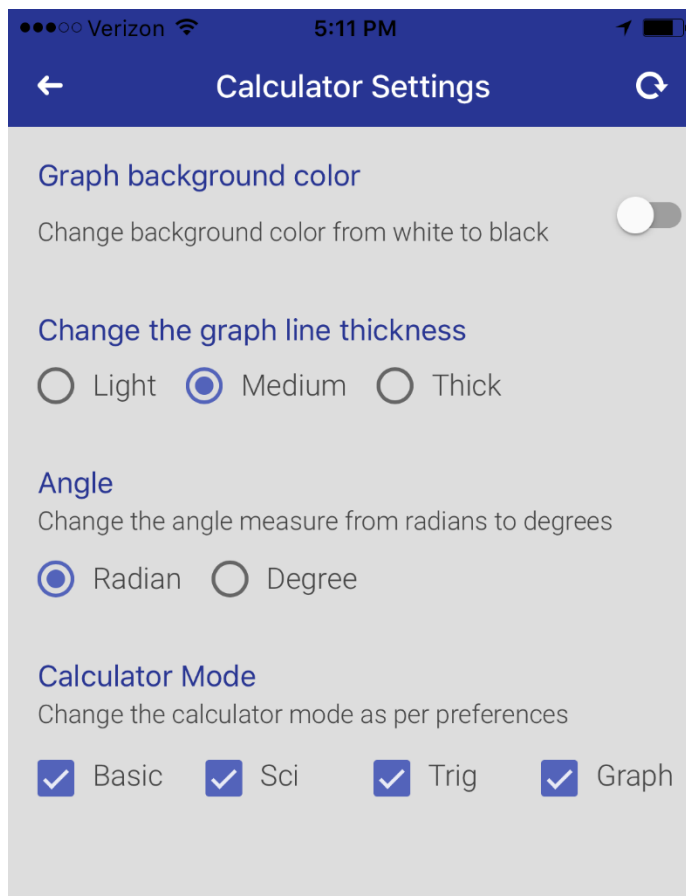 Verizon 5:11 PM
Calculator Settings
Graph background color
Change background color from white to black
Change the graph line thickness
Light Medium Thick
Angle
Change the angle measure from radians to degrees
Radian Degree
Calculator Mode
Change the calculator mode as per preferences
Basic Sci Trig Graph